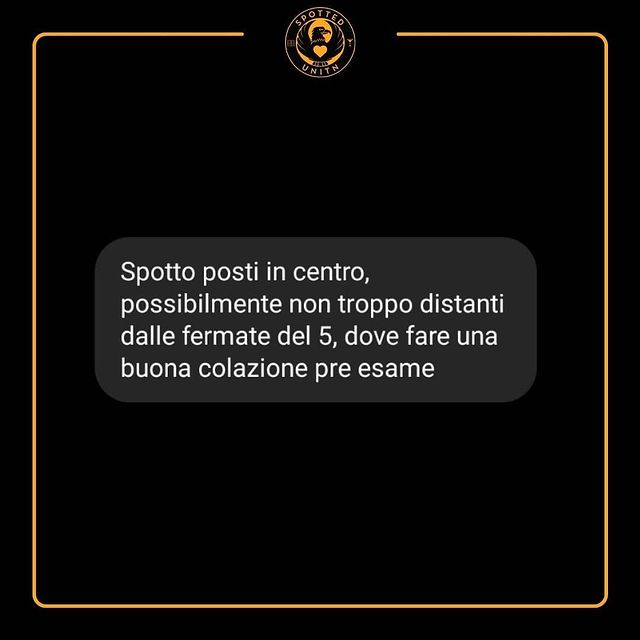 SPOTTED
UNITN
Spotto posti in centro,
possibilmente non troppo distanti
dalle fermate del 5, dove fare una
buona colazione pre esame